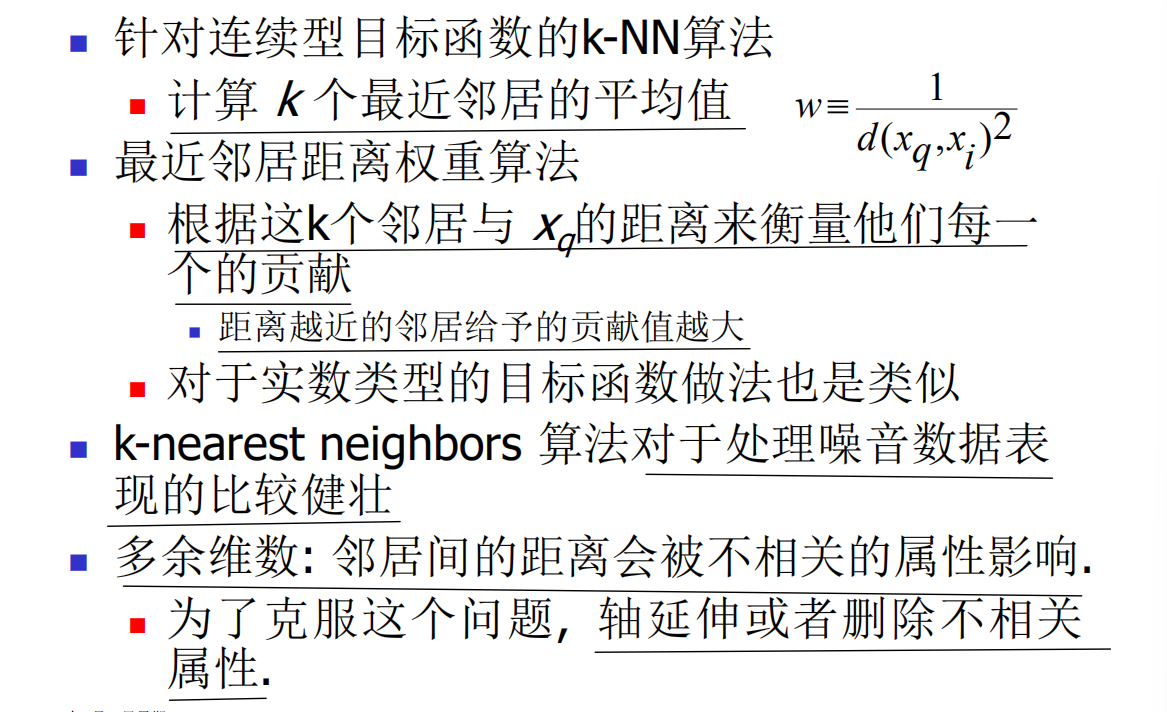 针对连续型目标函数的k-NN算法
计算 k 个最近邻居的平均值
w≡1/d(x_q,x_i)^2
最近邻居距离权重算法
根据这k个邻居与 x_q的距离来衡量他们每一
个的贡献
距离越近的邻居给予的贡献值越大
对于实数类型的目标函数做法也是类似
k-nearest neighbors 算法对于处理噪音数据表
现的比较健壮
多余维数: 邻居间的距离会被不相关的属性影响.
为了克服这个问题, 轴延伸或者删除不相关
属性.